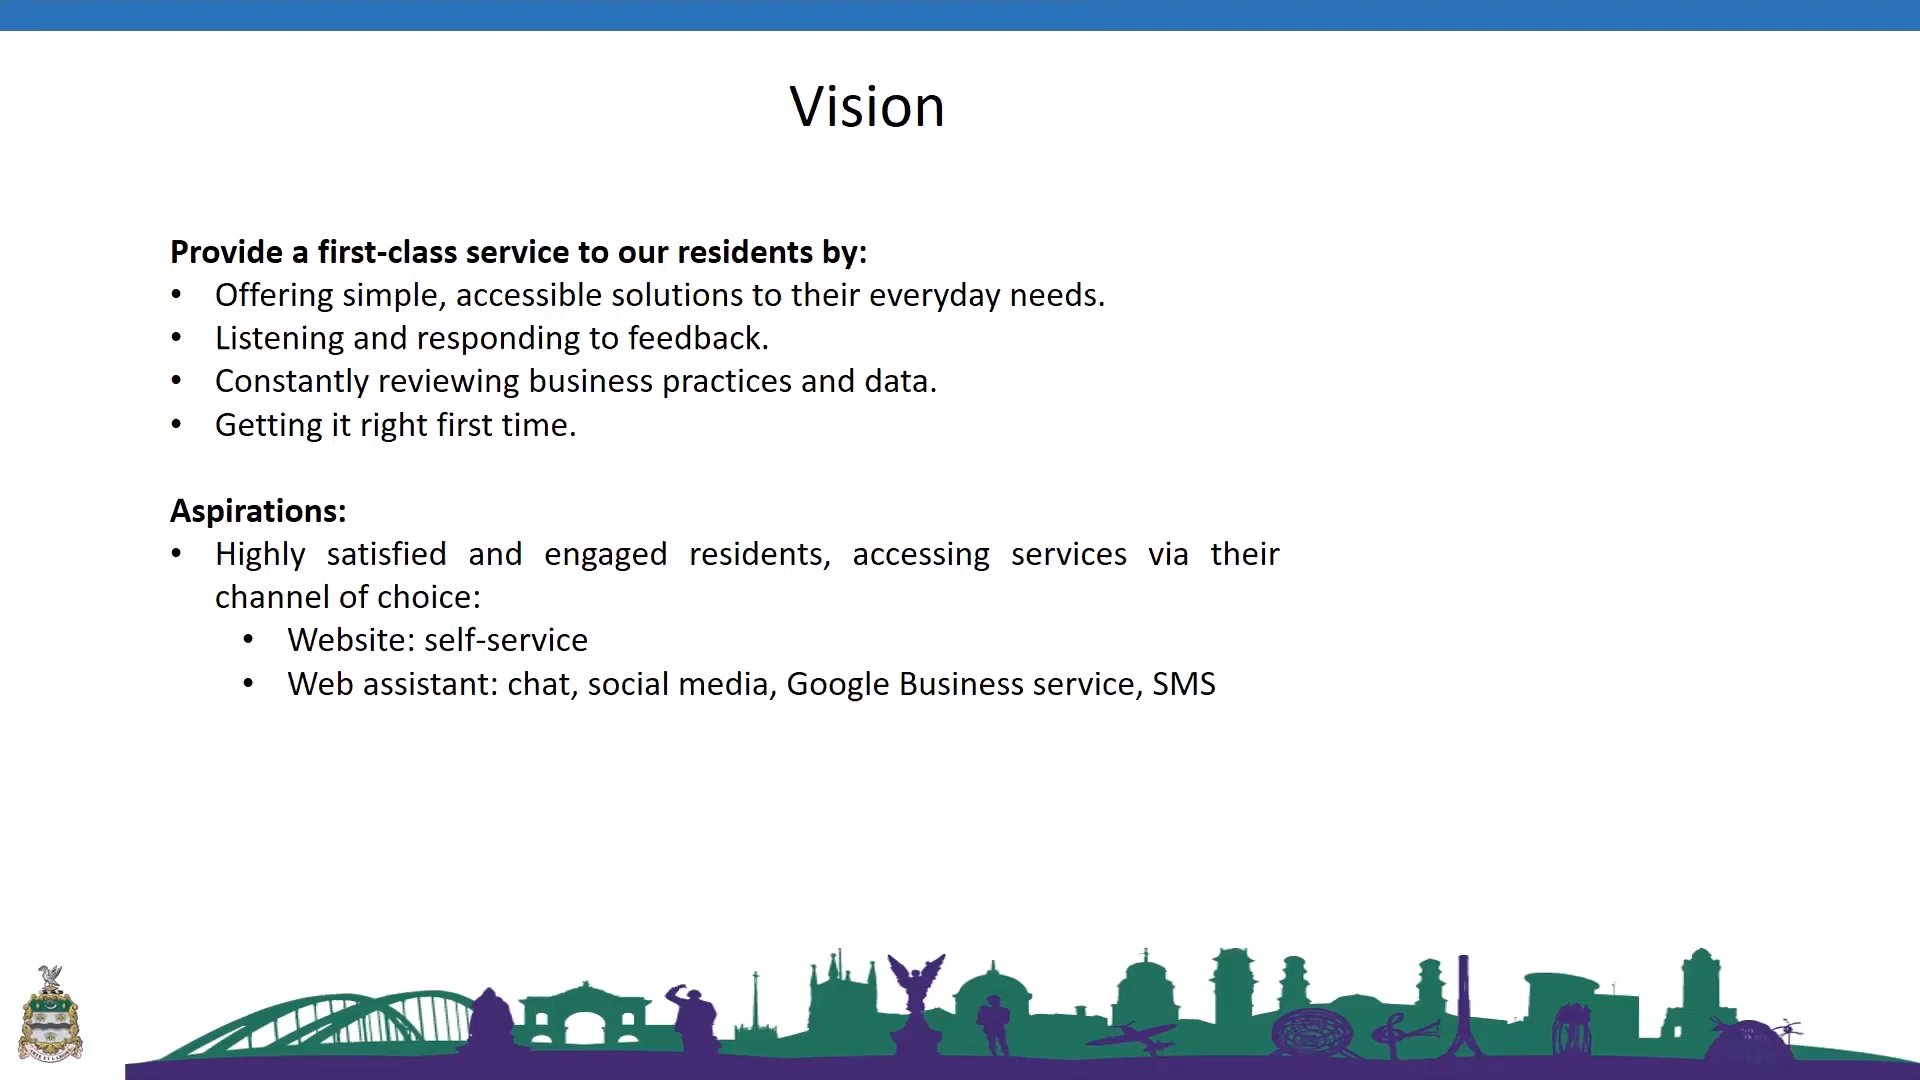 Vision
Provide a first-class service to our residents by:
• Offering simple, accessible solutions to their everyday needs.
• Listening and responding to feedback.
• Constantly reviewing business practices and data.
• Getting it right first time.
Aspirations:
• Highly satisfied and engaged residents, accessing services via their
channel of choice:
• Website: self-service
• Web assistant: chat, social media, Google Business service, SMS